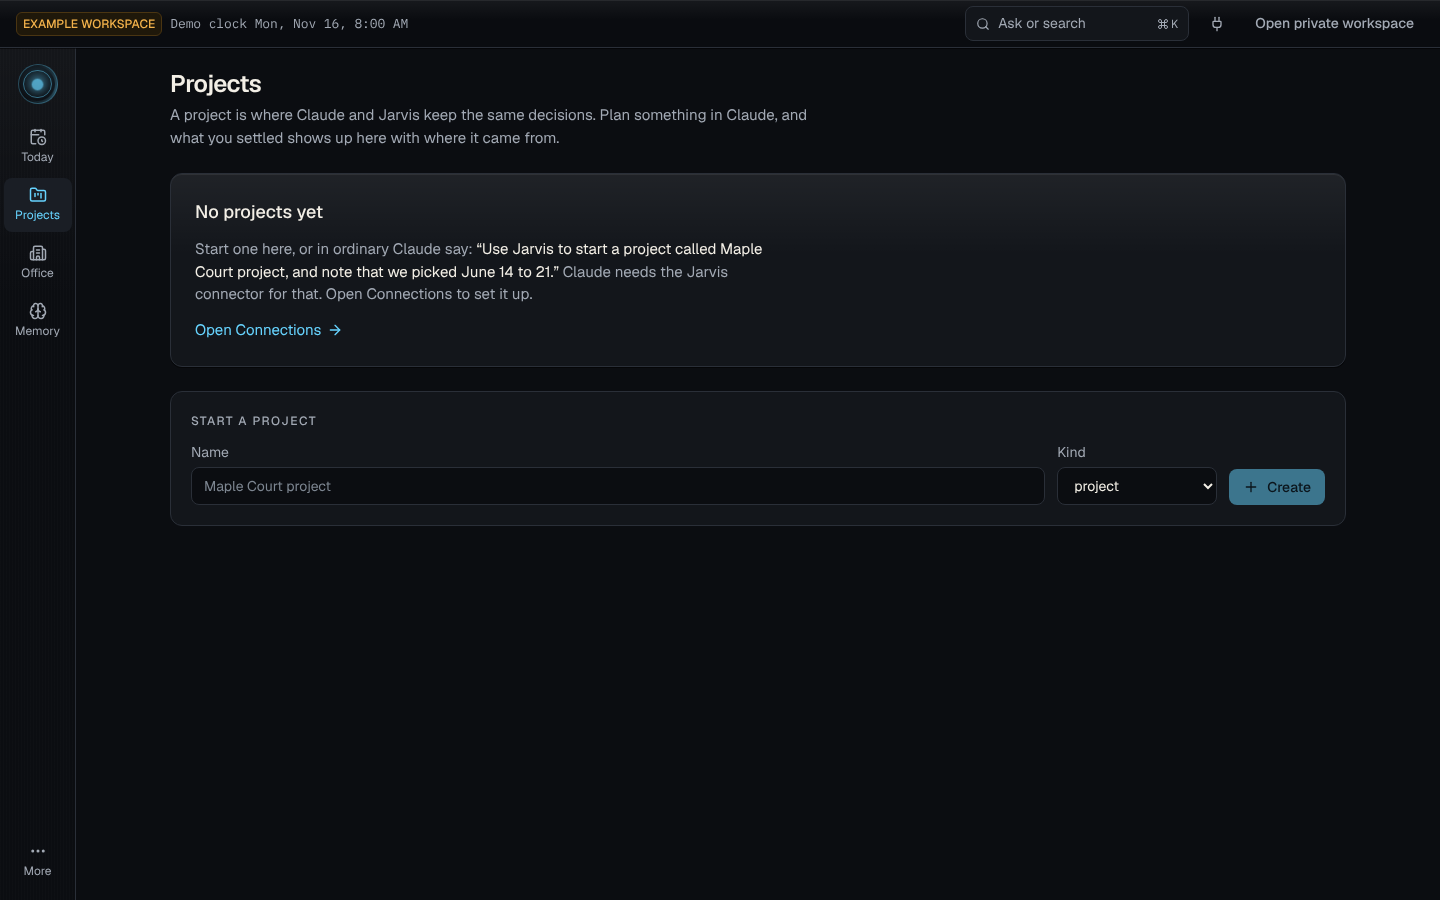 EXAMPLE WORKSPACE Demo clock Mon, Nov 16, 8:00 AM
Ask or search ⌘K
Open private workspace
Today
Projects
Office
Memory
More
Projects
A project is where Claude and Jarvis keep the same decisions. Plan something in Claude, and
what you settled shows up here with where it came from.
No projects yet
Start one here, or in ordinary Claude say: “Use Jarvis to start a project called Maple
Court project, and note that we picked June 14 to 21.” Claude needs the Jarvis
connector for that. Open Connections to set it up.
Open Connections →
START A PROJECT
Name
Maple Court project
Kind
project
+ Create